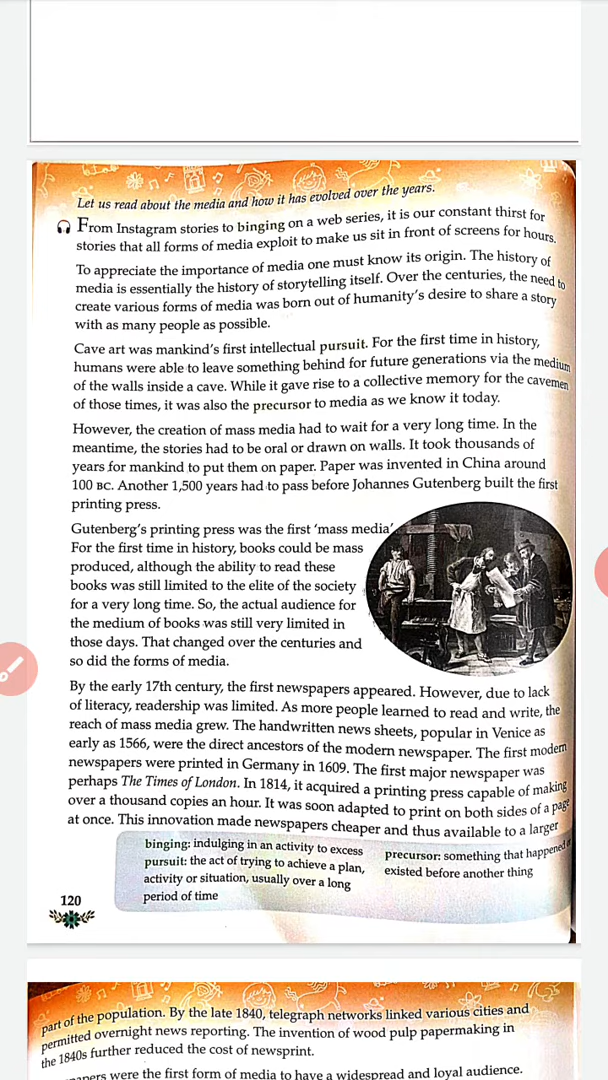 Let us read about the media and how it has evolved over the years.
From Instagram stories to binging on a web series, it is our constant thirst for
stories that all forms of media exploit to make us sit in front of screens for hours.
To appreciate the importance of media one must know its origin. The history of
media is essentially the history of storytelling itself. Over the centuries, the need to
create various forms of media was born out of humanity's desire to share a story
with as many people as possible.
Cave art was mankind's first intellectual pursuit. For the first time in history,
humans were able to leave something behind for future generations via the medium
of the walls inside a cave. While it gave rise to a collective memory for the cavemen
of those times, it was also the precursor to media as we know it today.
However, the creation of mass media had to wait for a very long time. In the
meantime, the stories had to be oral or drawn on walls. It took thousands of
years for mankind to put them on paper. Paper was invented in China around
100 BC. Another 1,500 years had to pass before Johannes Gutenberg built the first
printing press.
Gutenberg's printing press was the first 'mass media'
For the first time in history, books could be mass
produced, although the ability to read these
books was still limited to the elite of the society
for a very long time. So, the actual audience for
the medium of books was still very limited in
those days. That changed over the centuries and
so did the forms of media.
By the early 17th century, the first newspapers appeared. However, due to lack
of literacy, readership was limited. As more people learned to read and write, the
reach of mass media grew. The handwritten news sheets, popular in Venice as
early as 1566, were the direct ancestors of the modern newspaper. The first modern
newspapers were printed in Germany in 1609. The first major newspaper was
perhaps The Times of London. In 1814, it acquired a printing press capable of making
over a thousand copies an hour. It was soon adapted to print on both sides of a page
at once. This innovation made newspapers cheaper and thus available to a larger
binging: indulging in an activity to excess
pursuit: the act of trying to achieve a plan,
activity or situation, usually over a long
period of time
precursor: something that happened or
existed before another thing
120
part of the population. By the late 1840, telegraph networks linked various cities and
permitted overnight news reporting. The invention of wood pulp papermaking in
the 1840s further reduced the cost of newsprint.
were the first form of media to have a widespread and loyal audience.